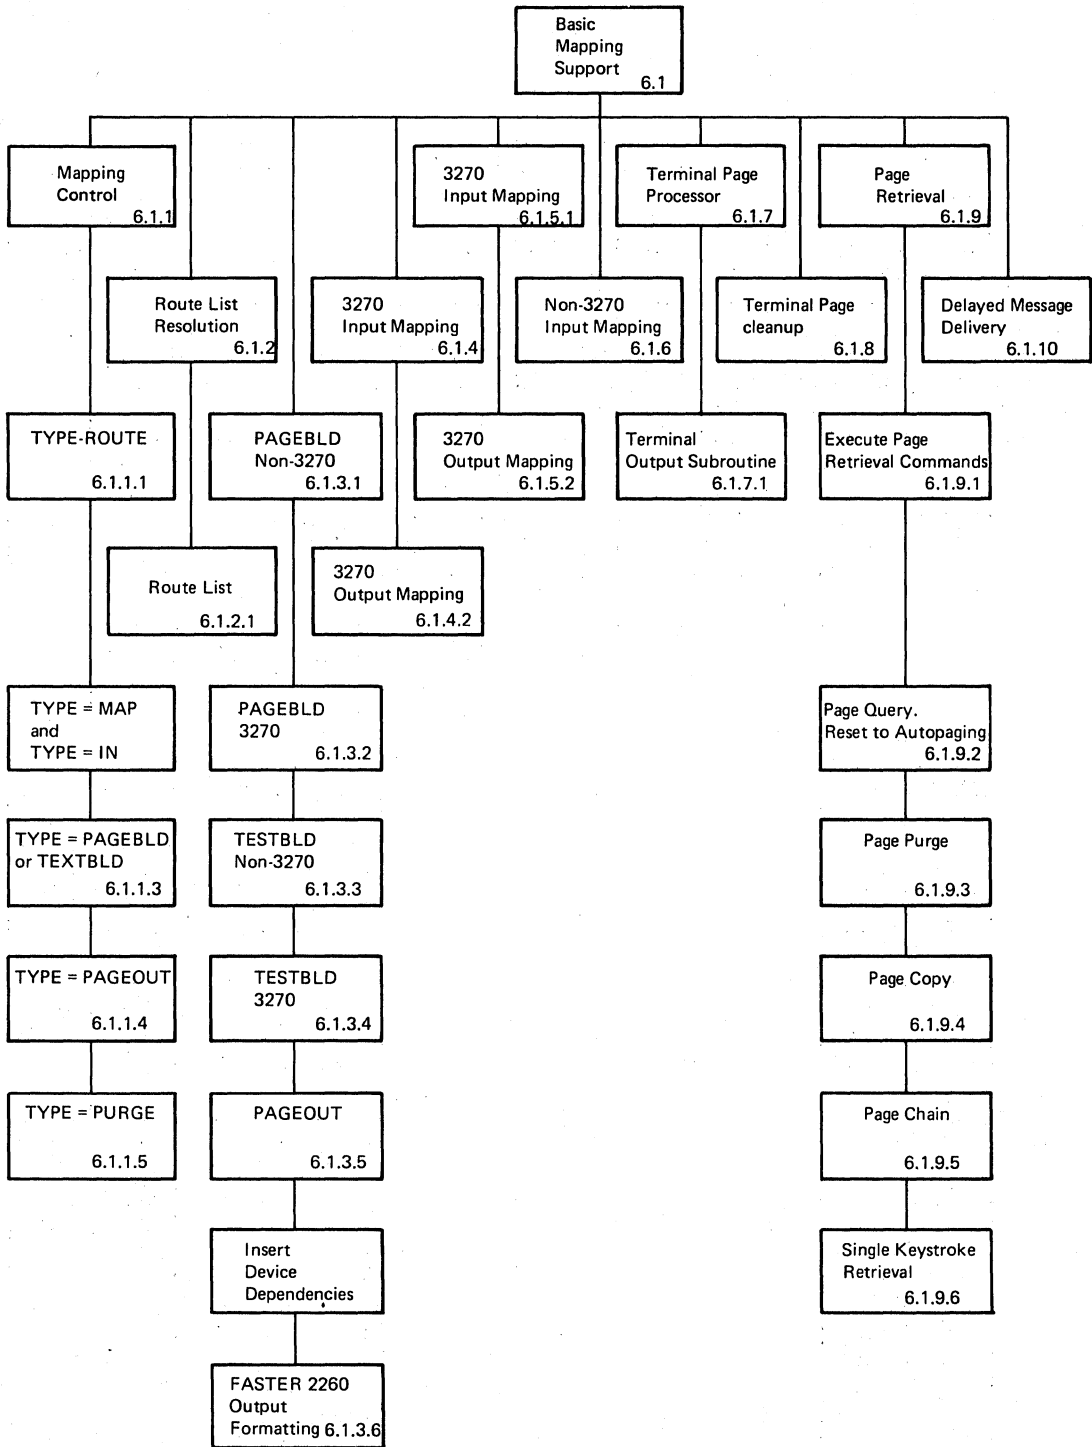 Basic
Mapping
Support
6.1
Mapping
Control
6.1.1
3270
Input Mapping
6.1.5.1
Terminal Page
Processor
6.1.7
Page
Retrieval
6.1.9
Route List
Resolution
6.1.2
3270
Input Mapping
6.1.4
Non-3270
Input Mapping
6.1.6
Terminal Page
cleanup
6.1.8
Delayed Message
Delivery
6.1.10
TYPE-ROUTE
6.1.1.1
PAGEBLD
Non-3270
6.1.3.1
3270
Output Mapping
6.1.5.2
Terminal
Output Subroutine
6.1.7.1
Execute Page
Retrieval Commands
6.1.9.1
Route List
6.1.2.1
3270
Output Mapping
6.1.4.2
TYPE = MAP
and
TYPE = IN
PAGEBLD
3270
6.1.3.2
Page Query.
Reset to Autopaging
6.1.9.2
TYPE = PAGEBLD
or TEXTBLD
6.1.1.3
TESTBLD
Non-3270
6.1.3.3
Page Purge
6.1.9.3
TYPE = PAGEOUT
6.1.1.4
TESTBLD
3270
6.1.3.4
Page Copy
6.1.9.4
TYPE = PURGE
6.1.1.5
PAGEOUT
6.1.3.5
Page Chain
6.1.9.5
Insert
Device
Dependencies
Single Keystroke
Retrieval
6.1.9.6
FASTER 2260
Output
Formatting 6.1.3.6